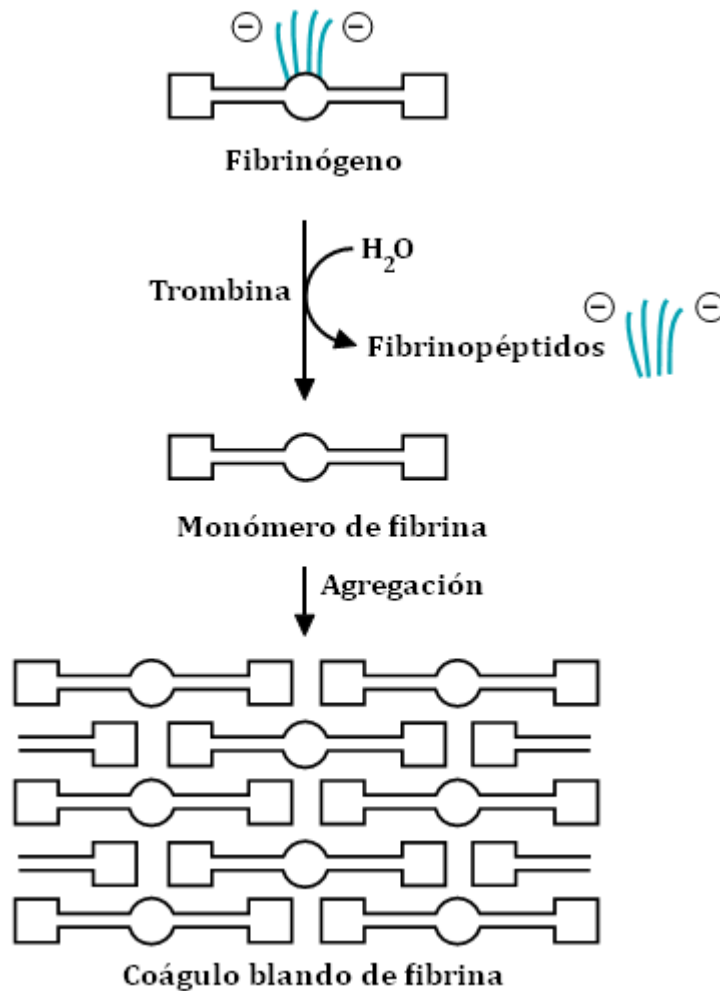 Fibrinógeno
H₂O
Trombina
Fibrinopéptidos
Monómero de fibrina
Agregación
Coágulo blando de fibrina